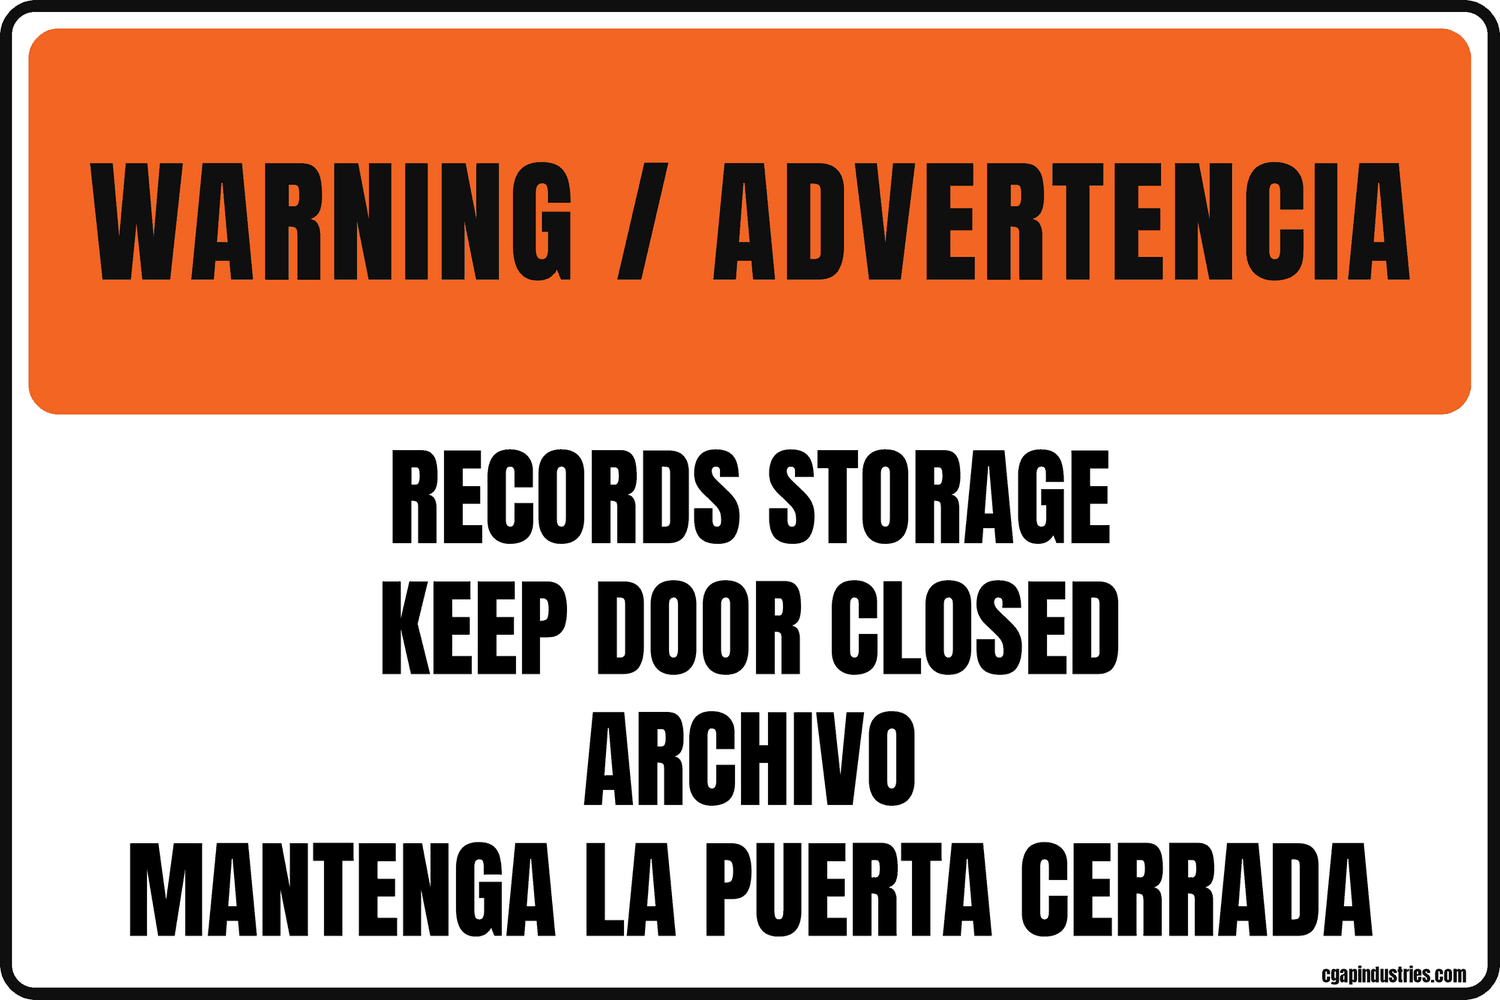 WARNING / ADVERTENCIA
RECORDS STORAGE
KEEP DOOR CLOSED
ARCHIVO
MANTENGA LA PUERTA CERRADA
cgapindustries.com